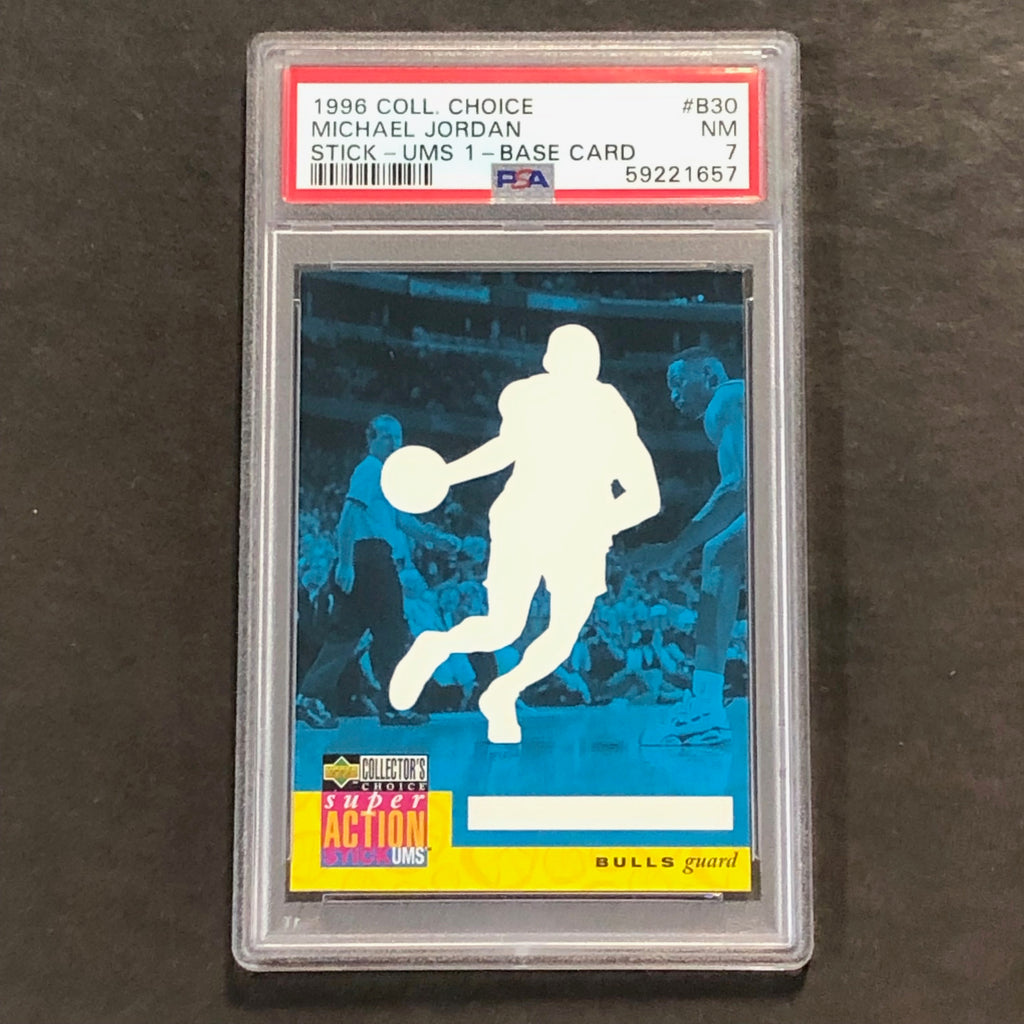 1996 COLL. CHOICE #B30
MICHAEL JORDAN NM
STICK-UMS 1-BASE CARD 7
PSA 59221657
COLLECTOR'S
CHOICE
super
ACTION
STICKUMS
BULLS guard